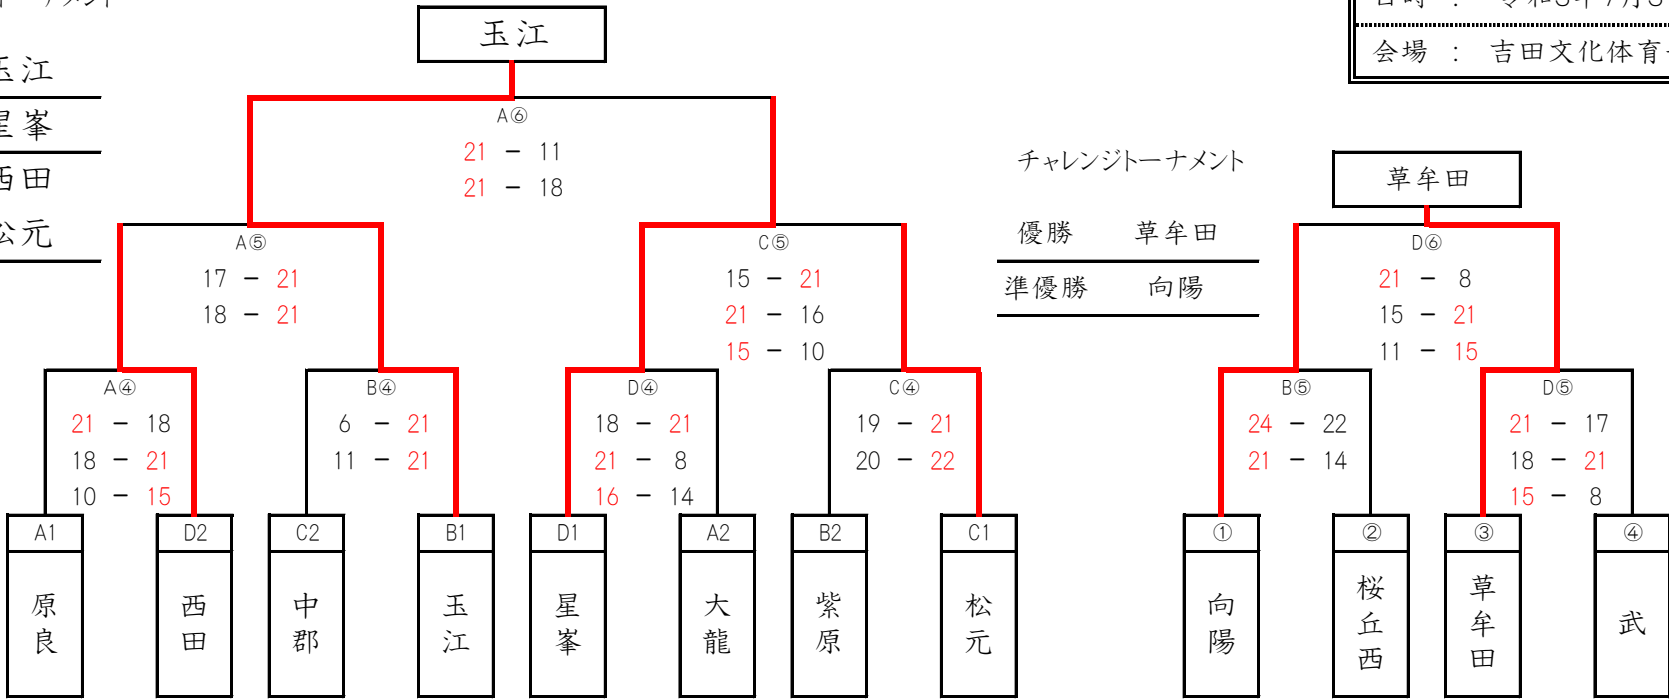 玉江
会場 : 吉田文化体育
玉江
星峯
西田
松元
A⑥
21 - 11
21 - 18
チャレンジトーナメント
草牟田
優勝 草牟田
準優勝 向陽
A⑤
17 - 21
18 - 21
C⑤
15 - 21
21 - 16
15 - 10
D⑥
21 - 8
15 - 21
11 - 15
A④
21 - 18
18 - 21
10 - 15
B④
6 - 21
11 - 21
D④
18 - 21
21 - 8
16 - 14
C④
19 - 21
20 - 22
B⑤
24 - 22
21 - 14
D⑤
21 - 17
18 - 21
15 - 8
A1 D2 C2 B1 D1 A2 B2 C1 ① ② ③ ④
原良 西田 中郡 玉江 星峯 大龍 紫原 松元 向陽 桜丘西 草牟田 武